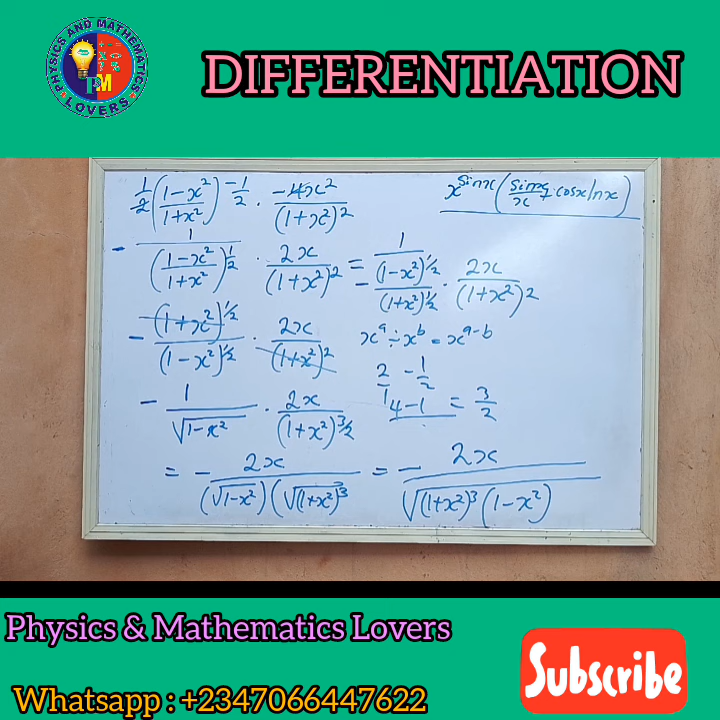 PHYSICS AND MATHEMATICS
LOVERS
PM
DIFFERENTIATION
1/2 ((1-x²)/(1+x²))^(-1/2) · (-4x²)/(1+x²)²
x^(sinx) (sinx/x + cosx lnx)
- 1/((1-x²)/(1+x²))^(1/2) · 2x/(1+x²)² = - 1/((1-x²)^(1/2)/(1+x²)^(1/2)) · 2x/(1+x²)²
- (1+x²)^(1/2)/(1-x²)^(1/2) · 2x/(1+x²)²
x^a ÷ x^b = x^(a-b)
2/1 - 1/2
- 1/√(1-x²) · 2x/(1+x²)^(3/2)
4-1 = 3/2
= - 2x/(√(1-x²))(√(1+x²)³ = - 2x/√((1+x²)³(1-x²))
Physics & Mathematics Lovers
Whatsapp : +2347066447622
Subscribe